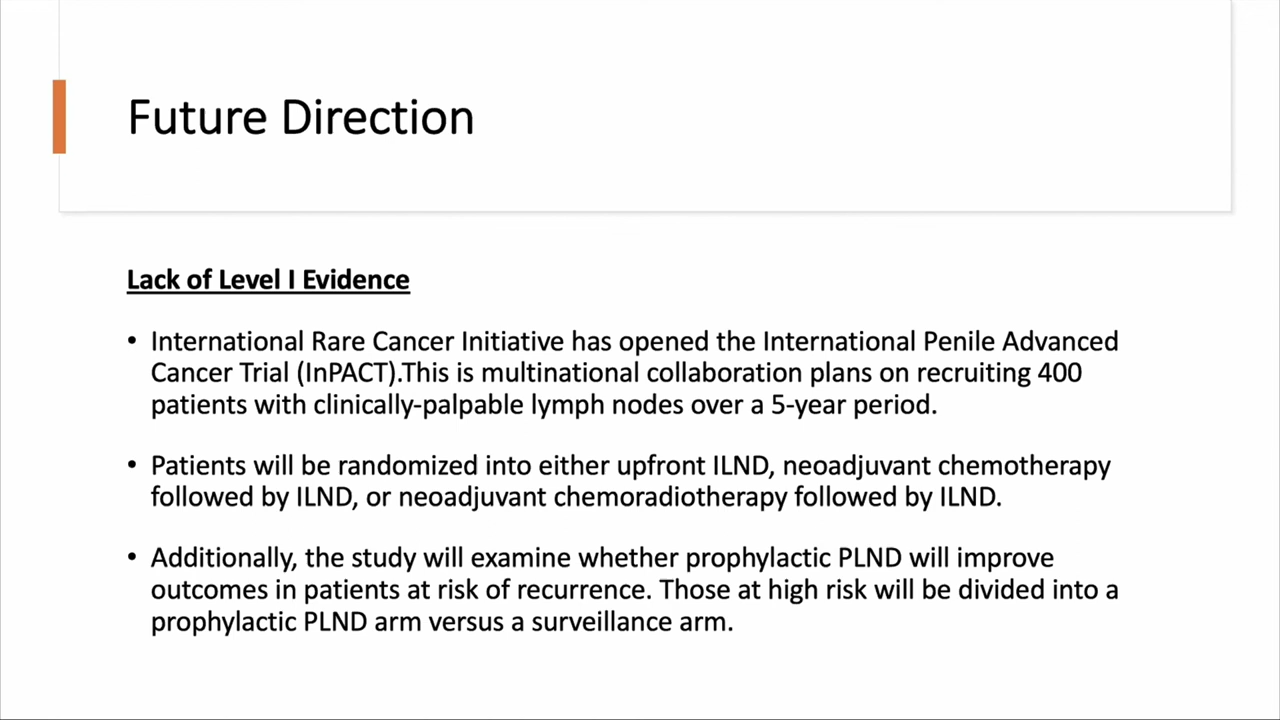 Future Direction
Lack of Level I Evidence
• International Rare Cancer Initiative has opened the International Penile Advanced
Cancer Trial (InPACT).This is multinational collaboration plans on recruiting 400
patients with clinically-palpable lymph nodes over a 5-year period.
• Patients will be randomized into either upfront ILND, neoadjuvant chemotherapy
followed by ILND, or neoadjuvant chemoradiotherapy followed by ILND.
• Additionally, the study will examine whether prophylactic PLND will improve
outcomes in patients at risk of recurrence. Those at high risk will be divided into a
prophylactic PLND arm versus a surveillance arm.